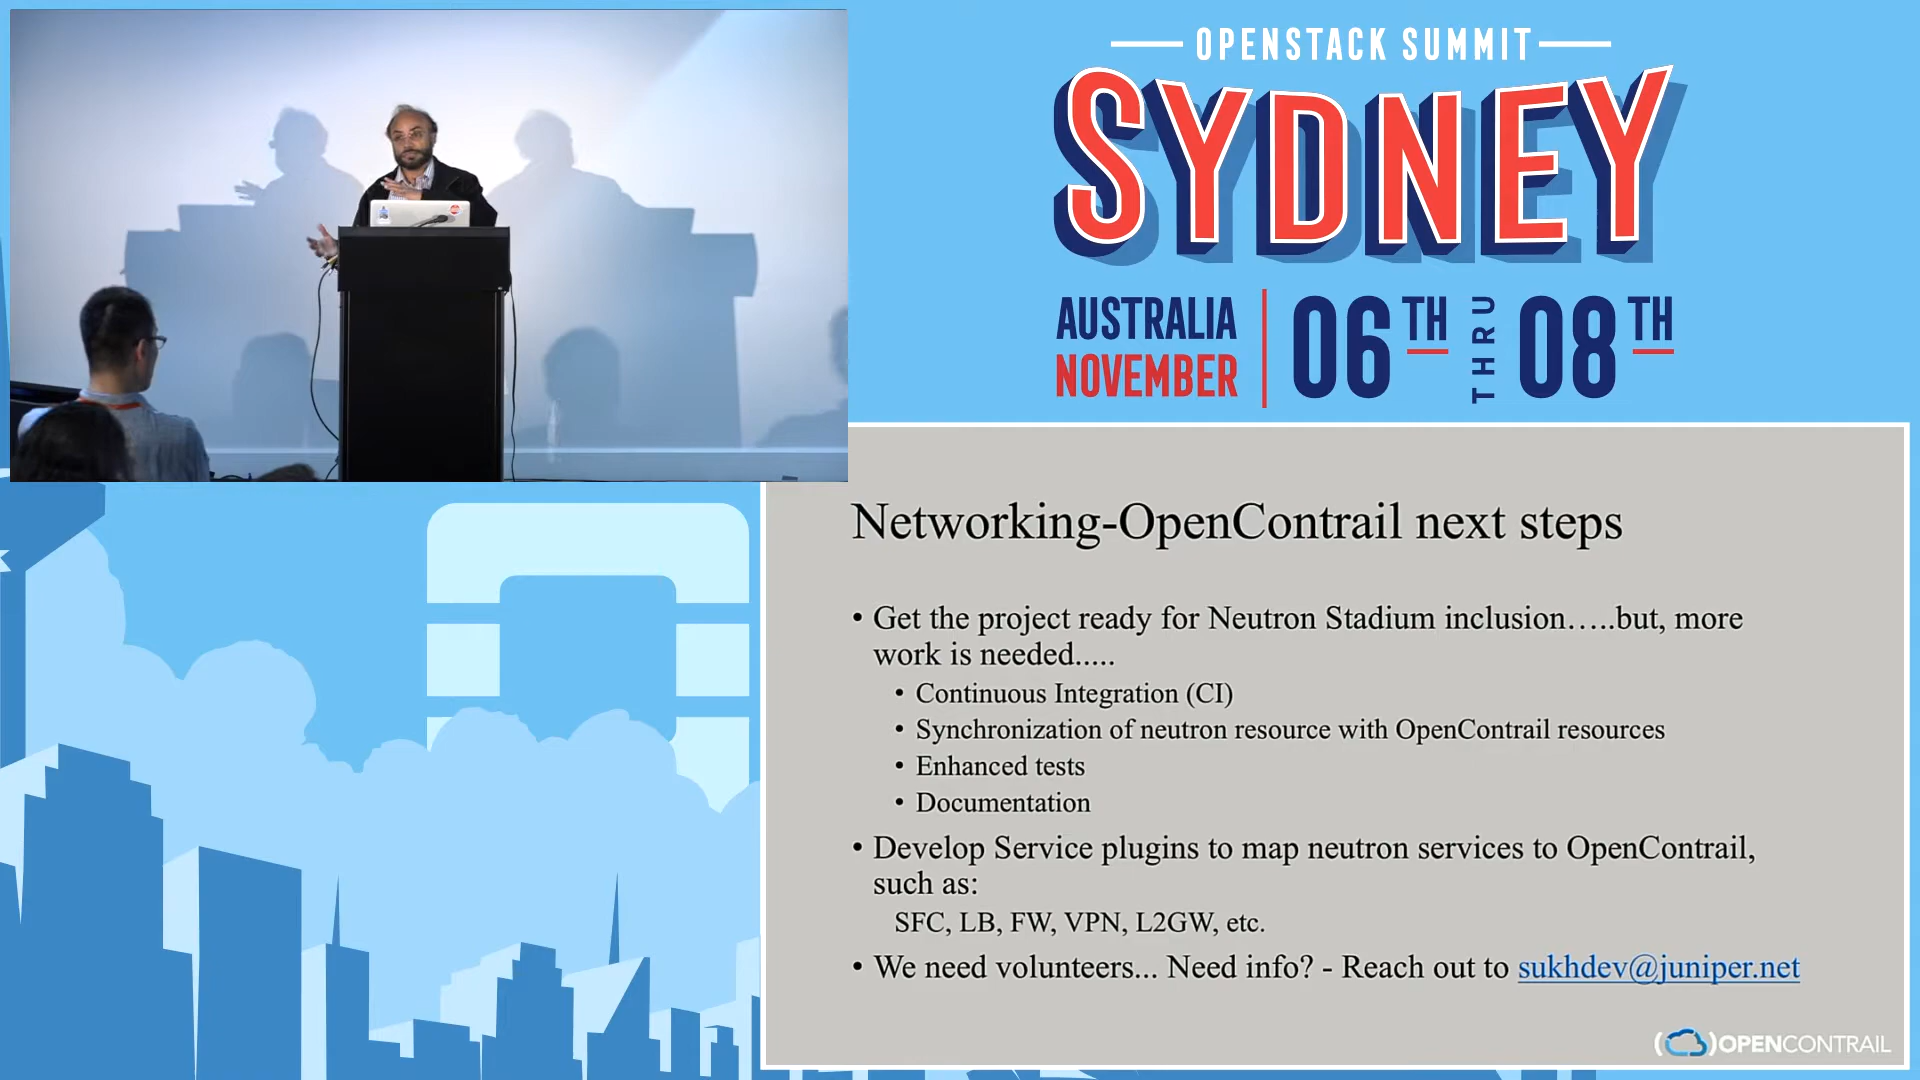 OPENSTACK SUMMIT
SYDNEY
AUSTRALIA
NOVEMBER
06TH THRU 08TH
Networking-OpenContrail next steps
• Get the project ready for Neutron Stadium inclusion…..but, more
work is needed.....
• Continuous Integration (CI)
• Synchronization of neutron resource with OpenContrail resources
• Enhanced tests
• Documentation
• Develop Service plugins to map neutron services to OpenContrail,
such as:
SFC, LB, FW, VPN, L2GW, etc.
• We need volunteers... Need info? - Reach out to sukhdev@juniper.net
OPENCONTRAIL